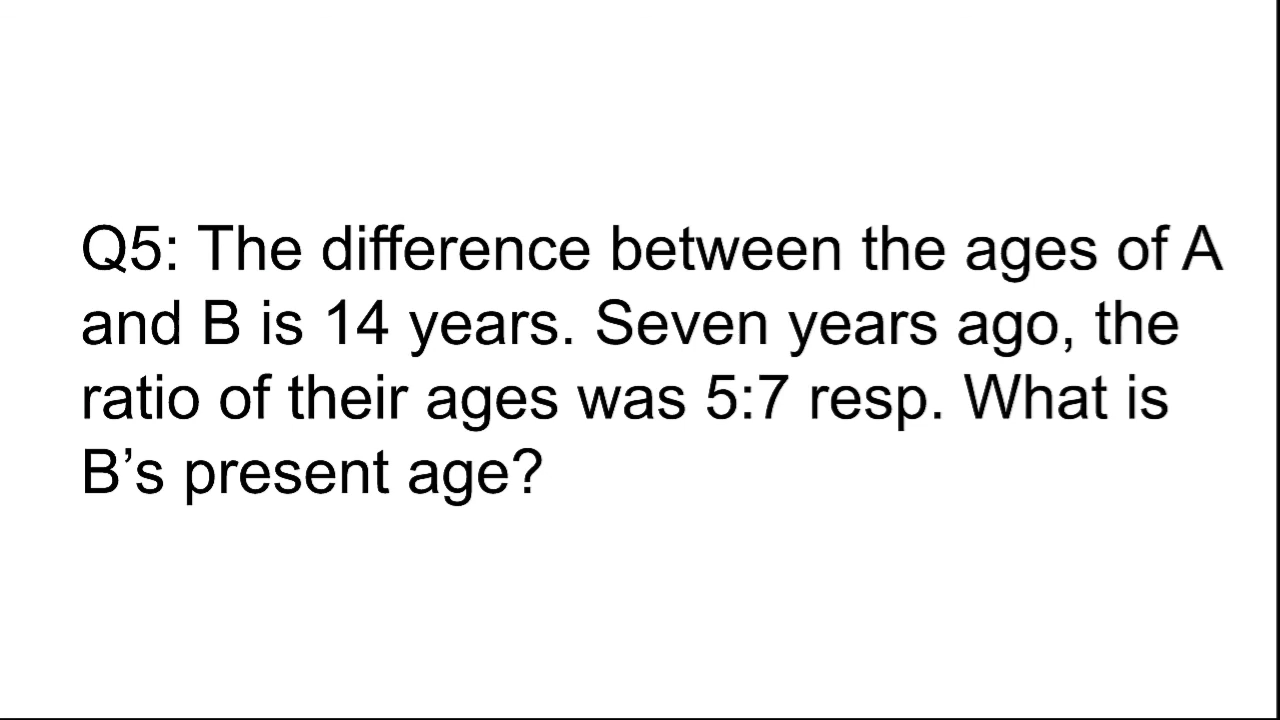 Q5: The difference between the ages of A
and B is 14 years. Seven years ago, the
ratio of their ages was 5:7 resp. What is
B’s present age?